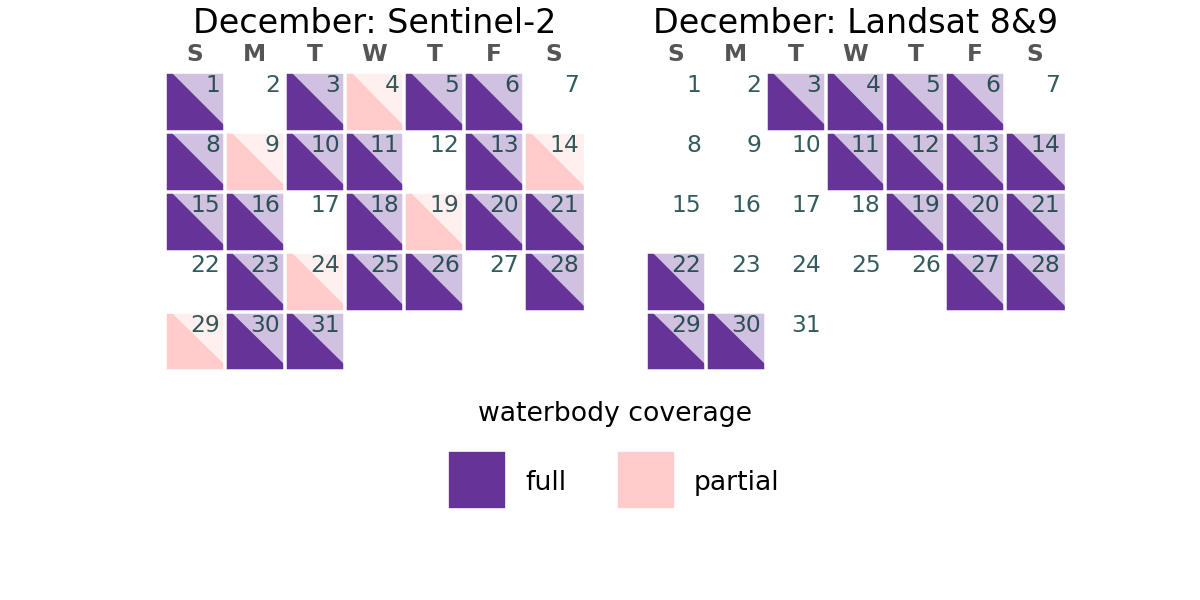 December: Sentinel-2
S M T W T F S
1 2 3 4 5 6 7
8 9 10 11 12 13 14
15 16 17 18 19 20 21
22 23 24 25 26 27 28
29 30 31
December: Landsat 8&9
S M T W T F S
1 2 3 4 5 6 7
8 9 10 11 12 13 14
15 16 17 18 19 20 21
22 23 24 25 26 27 28
29 30 31
waterbody coverage
full
partial